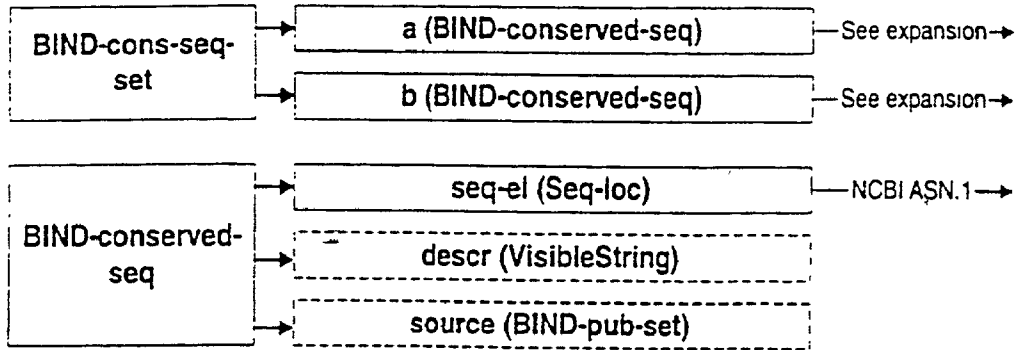 BIND-cons-seq-
set
a (BIND-conserved-seq)
See expansion
b (BIND-conserved-seq)
See expansion
BIND-conserved-
seq
seq-el (Seq-loc)
NCBI ASN.1
descr (VisibleString)
source (BIND-pub-set)